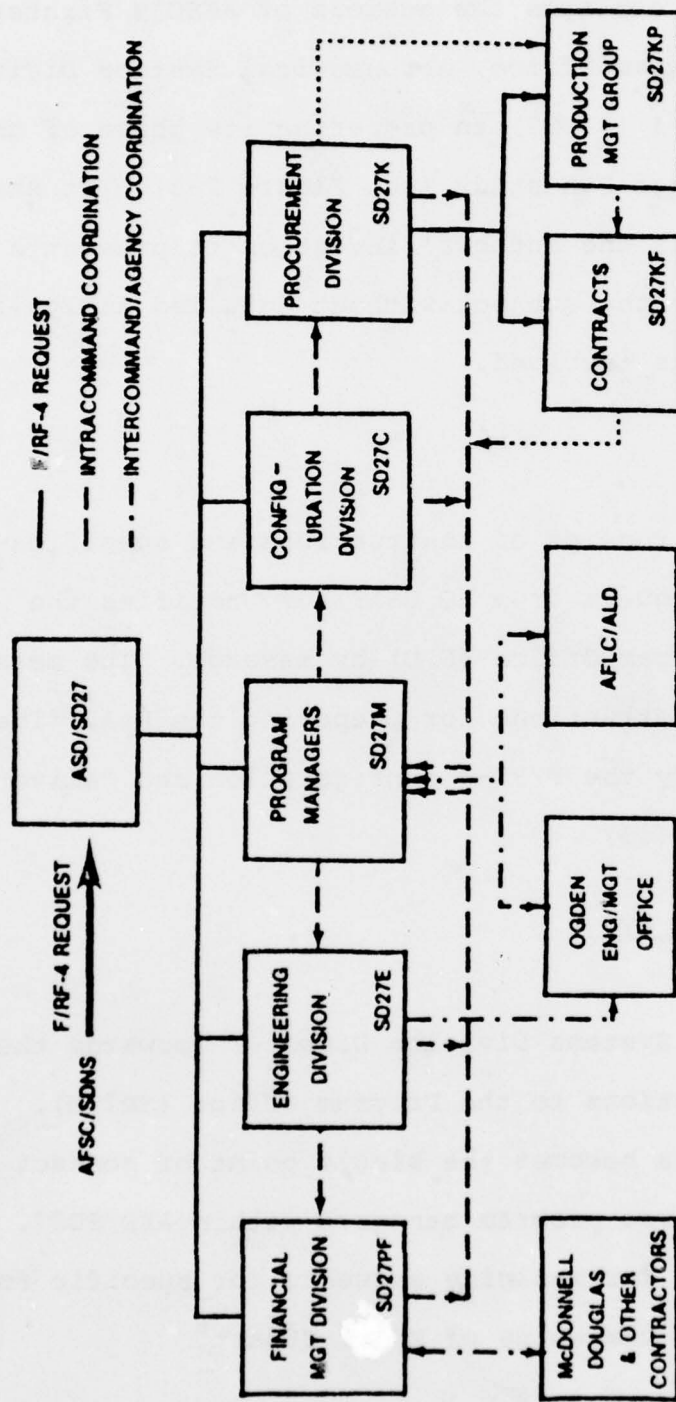 AFSC/SDNS
F/RF-4 REQUEST
ASD/SD27
F/RF-4 REQUEST
INTRACOMMAND COORDINATION
INTERCOMMAND/AGENCY COORDINATION
FINANCIAL
MGT DIVISION
SD27PF
ENGINEERING
DIVISION
SD27E
PROGRAM
MANAGERS
SD27M
CONFIG-
URATION
DIVISION
SD27C
PROCUREMENT
DIVISION
SD27K
McDONNELL
DOUGLAS
& OTHER
CONTRACTORS
OGDEN
ENG/MGT
OFFICE
AFLC/ALD
CONTRACTS
SD27KF
PRODUCTION
MGT GROUP
SD27KP